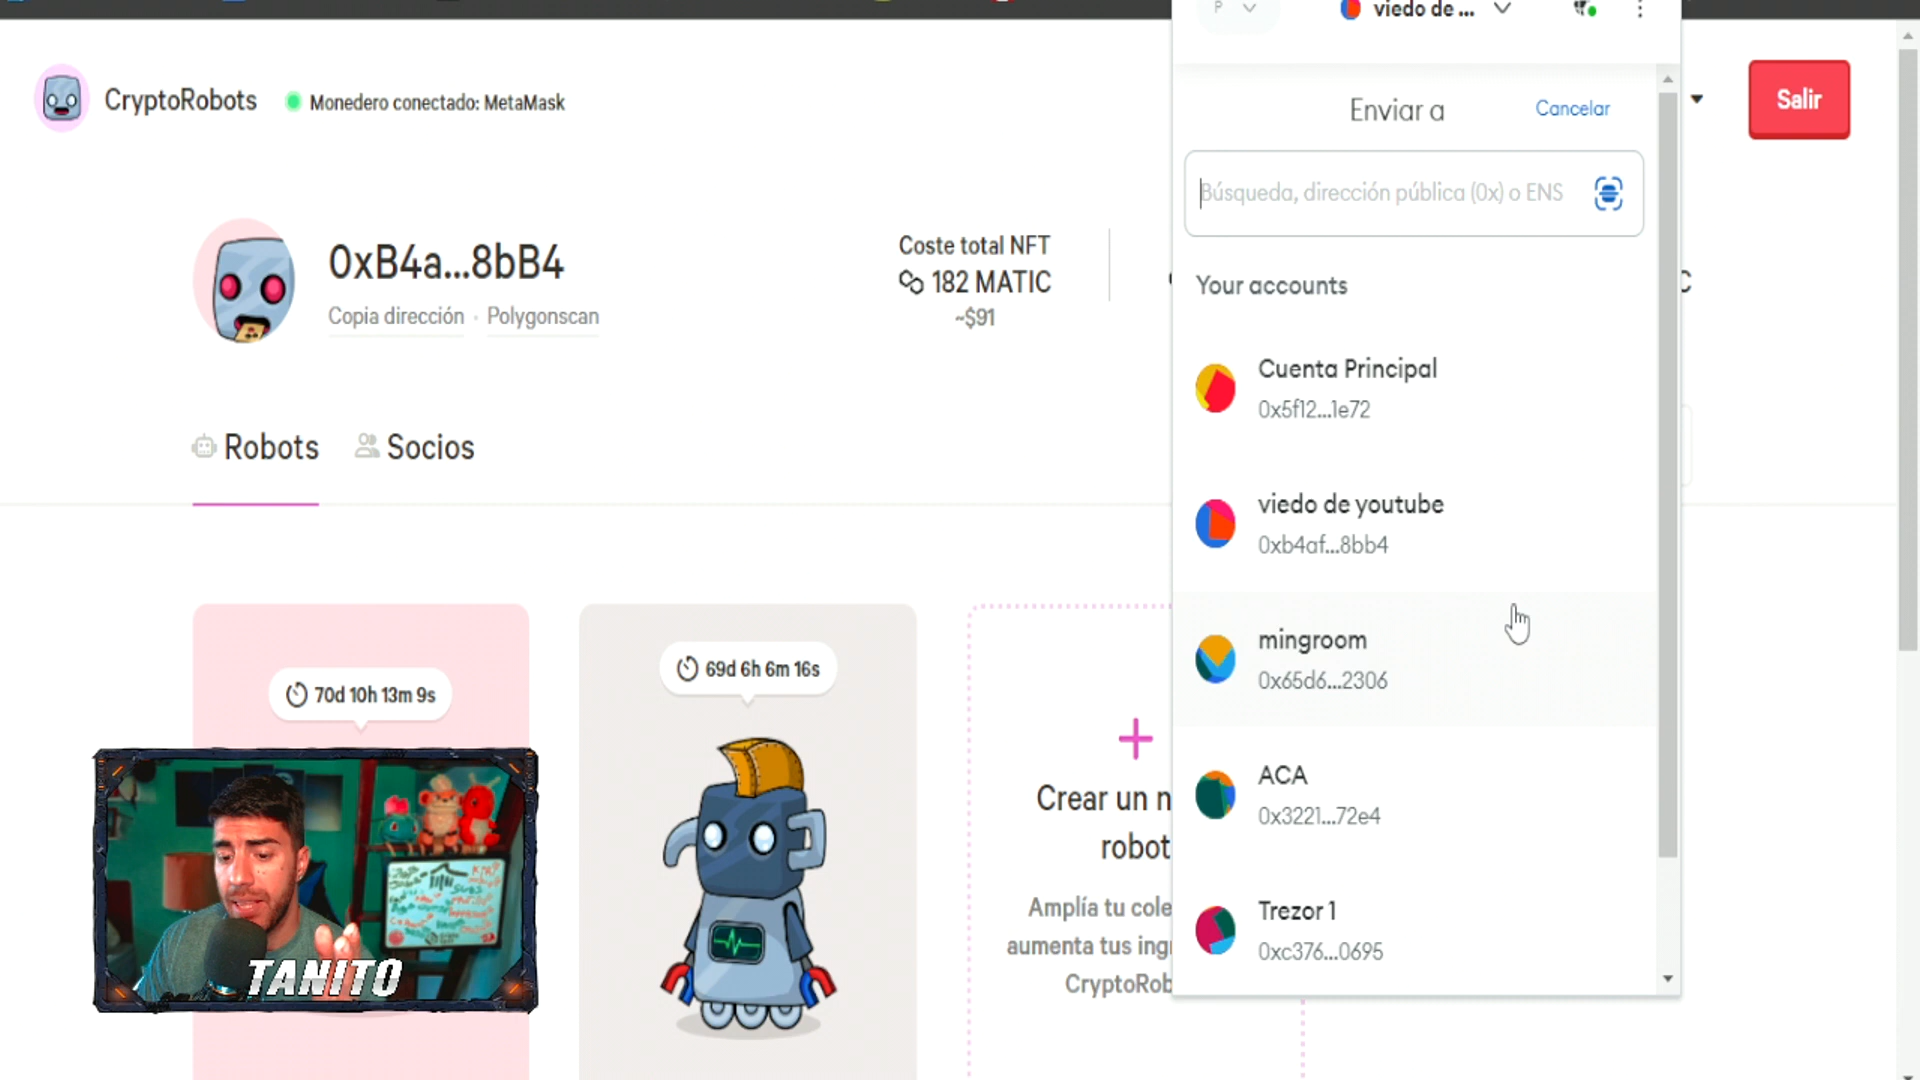 P
viedo de ...
CryptoRobots
Monedero conectado: MetaMask
Salir
Enviar a
Cancelar
Búsqueda, dirección pública (0x) o ENS
0xB4a...8bB4
Copia dirección · Polygonscan
Coste total NFT
182 MATIC
~$91
C
Your accounts
Cuenta Principal
0x5f12...1e72
viedo de youtube
0xb4af...8bb4
mingroom
0x65d6...2306
ACA
0x3221...72e4
Trezor 1
0xc376...0695
Robots
Socios
70d 10h 13m 9s
69d 6h 6m 16s
+
Crear un n
robot
Amplía tu cole
aumenta tus ing
CryptoRob
TANITO